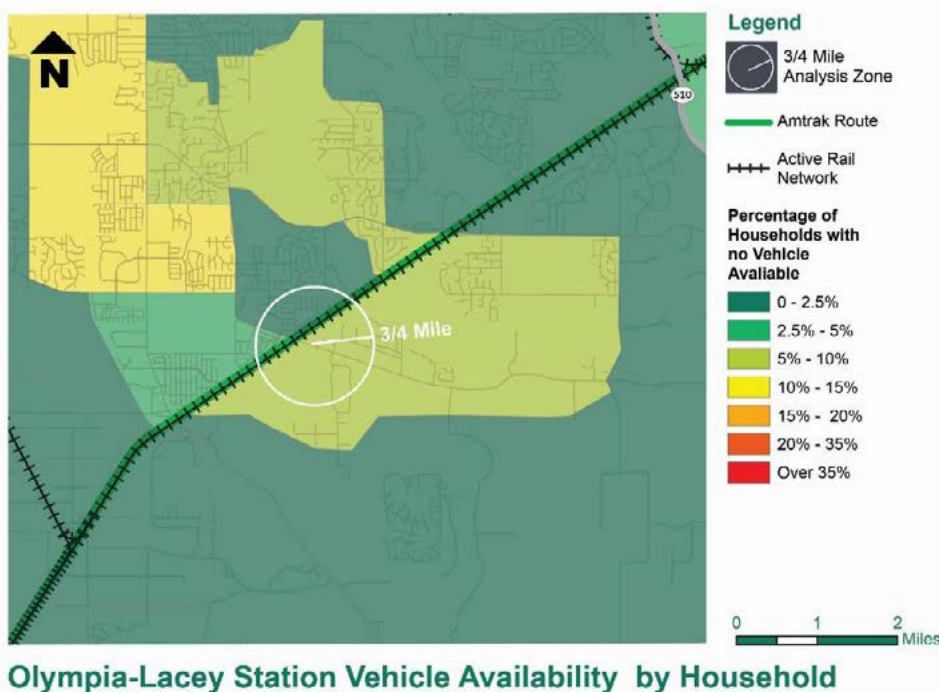 N
510
3/4 Mile
Legend
3/4 Mile
Analysis Zone
Amtrak Route
Active Rail
Network
Percentage of
Households with
no Vehicle
Available
0 - 2.5%
2.5% - 5%
5% - 10%
10% - 15%
15% - 20%
20% - 35%
Over 35%
0 1 2
Miles
Olympia-Lacey Station Vehicle Availability by Household